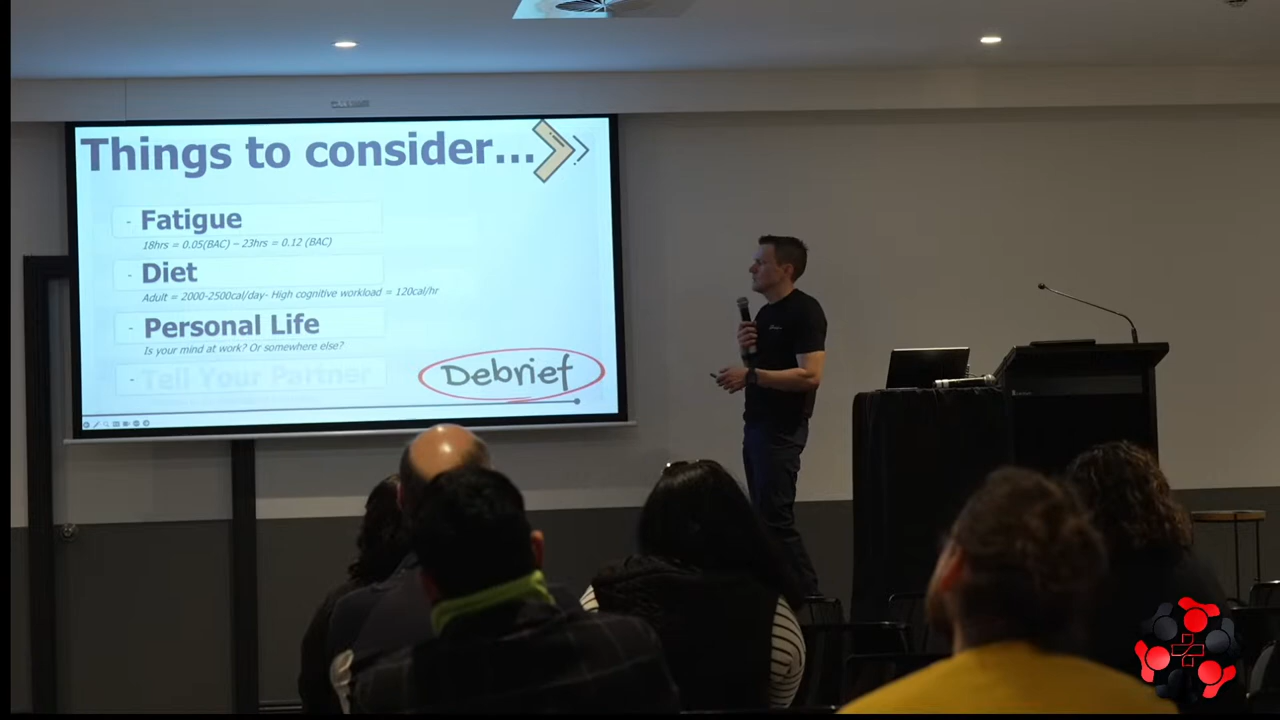 Things to consider...
- Fatigue
18hrs = 0.05(BAC) – 23hrs = 0.12 (BAC)
- Diet
Adult = 2000-2500cal/day- High cognitive workload = 120cal/hr
- Personal Life
Is your mind at work? Or somewhere else?
- Tell Your Partner
Debrief